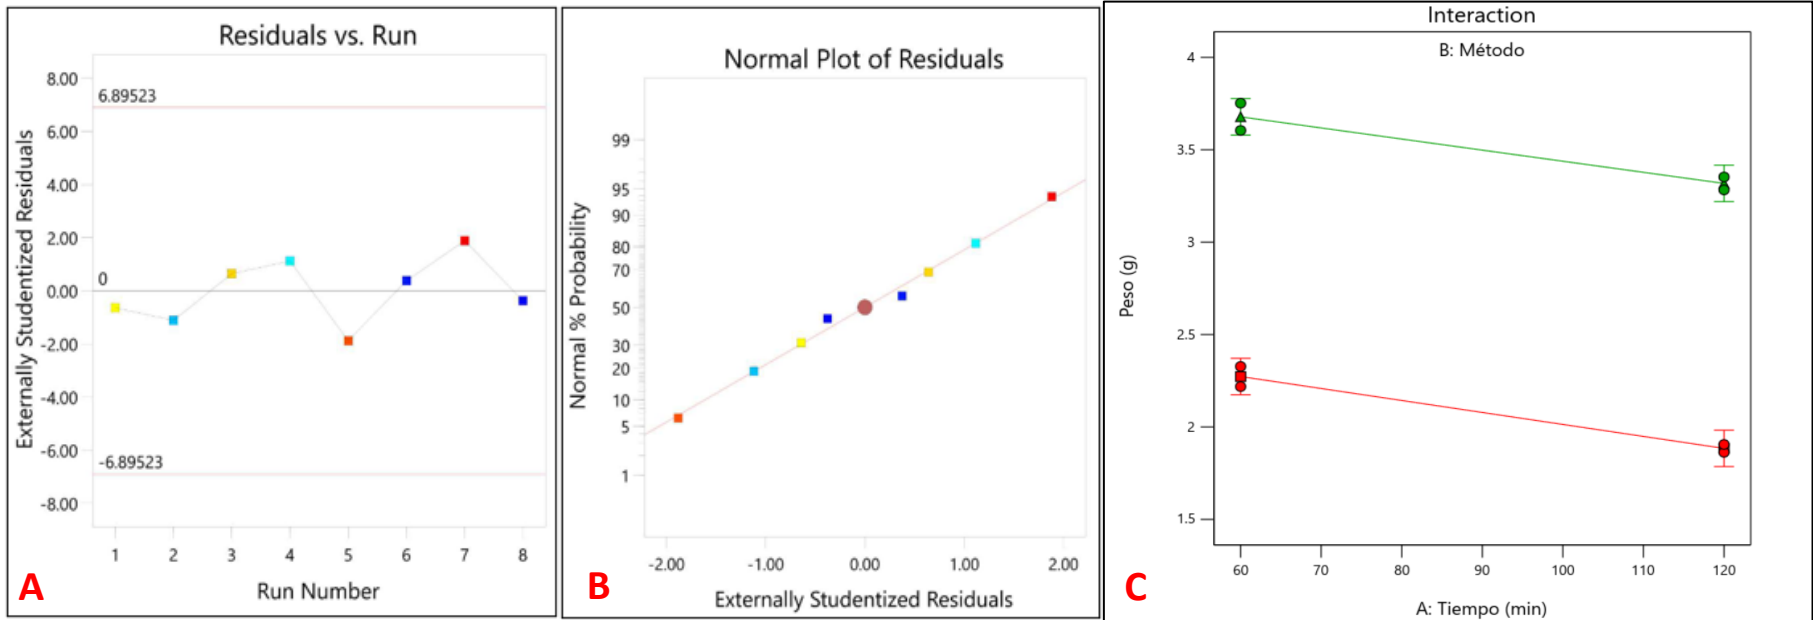 Residuals vs. Run
Externally Studentized Residuals
8.00
6.00
4.00
2.00
0.00
-2.00
-4.00
-6.00
-8.00
6.89523
0
-6.89523
1 2 3 4 5 6 7 8
Run Number
A
Normal Plot of Residuals
Normal % Probability
99
95
90
80
70
50
30
20
10
5
1
-2.00 -1.00 0.00 1.00 2.00
Externally Studentized Residuals
B
Interaction
B: Método
Peso (g)
4
3.5
3
2.5
2
1.5
60 70 80 90 100 110 120
A: Tiempo (min)
C